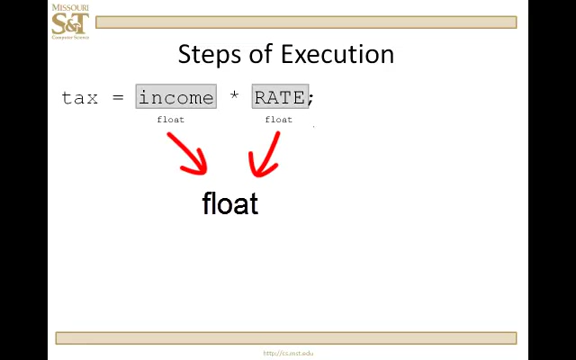 MISSOURI
S&T
Computer Science
Steps of Execution
tax = income * RATE;
float float
float
http://cs.mst.edu